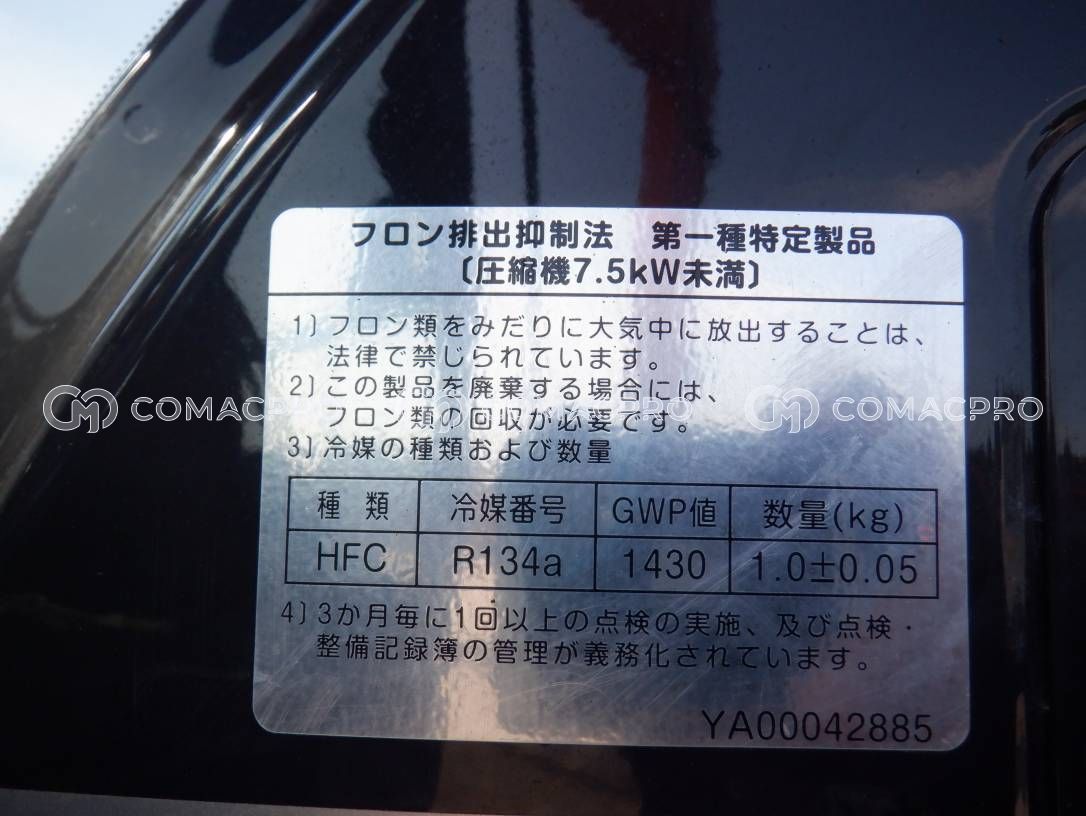 フロン排出抑制法 第一種特定製品
〔圧縮機7.5kW未満〕
1) フロン類をみだりに大気中に放出することは、
法律で禁じられています。
2) この製品を廃棄する場合には、
フロン類の回収が必要です。
3) 冷媒の種類および数量
種類 冷媒番号 GWP値 数量(kg)
HFC R134a 1430 1.0±0.05
4) 3か月毎に1回以上の点検の実施、及び点検・
整備記録簿の管理が義務化されています。
YA00042885
CM COMACPRO CM COMACPRO CM COMACPRO